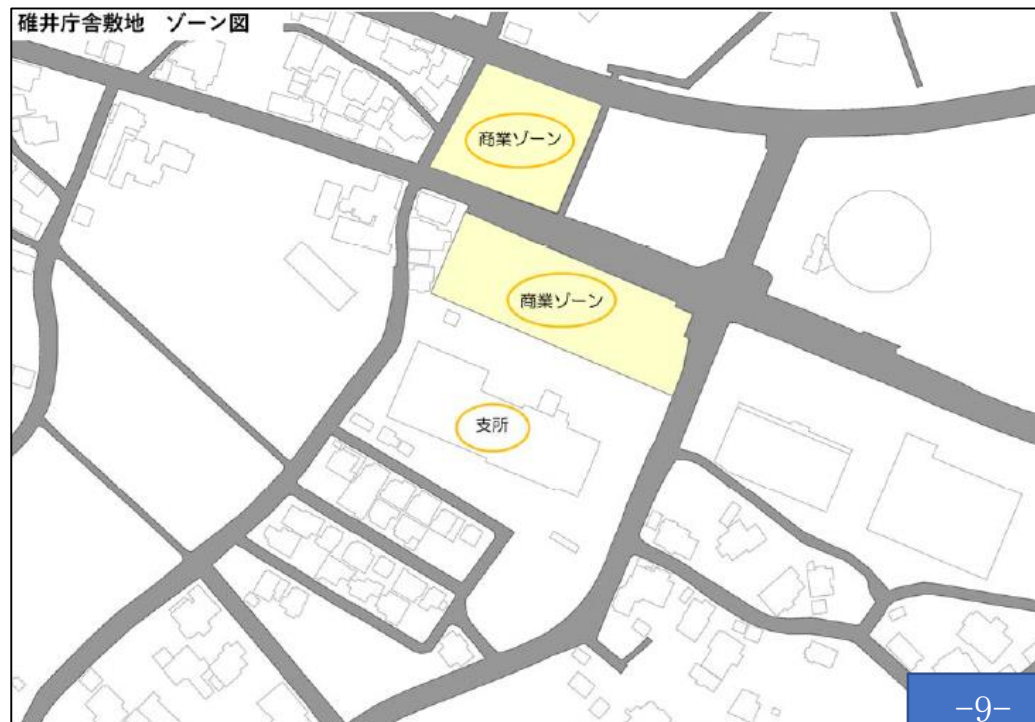 碓井庁舎敷地　ゾーン図
商業ゾーン
商業ゾーン
支所
-9-